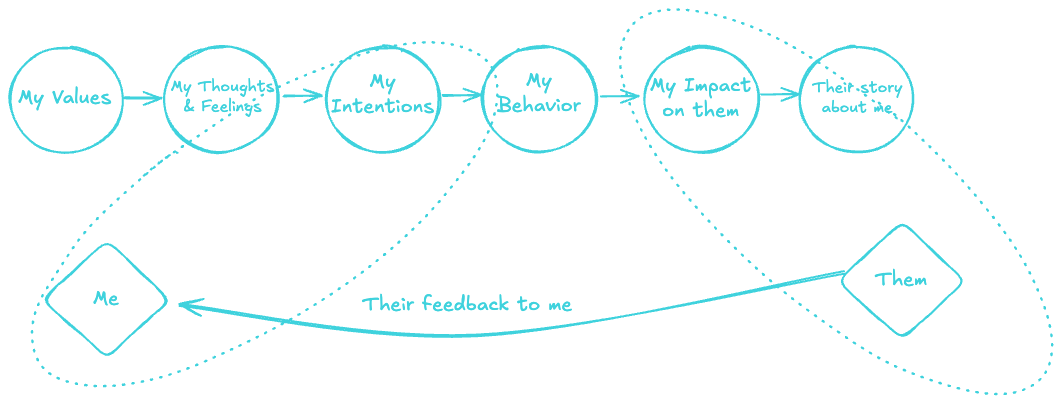 My Values
My Thoughts
& Feelings
My
Intentions
My
Behavior
My Impact
on them
Their story
about me
Me
Their feedback to me
Them